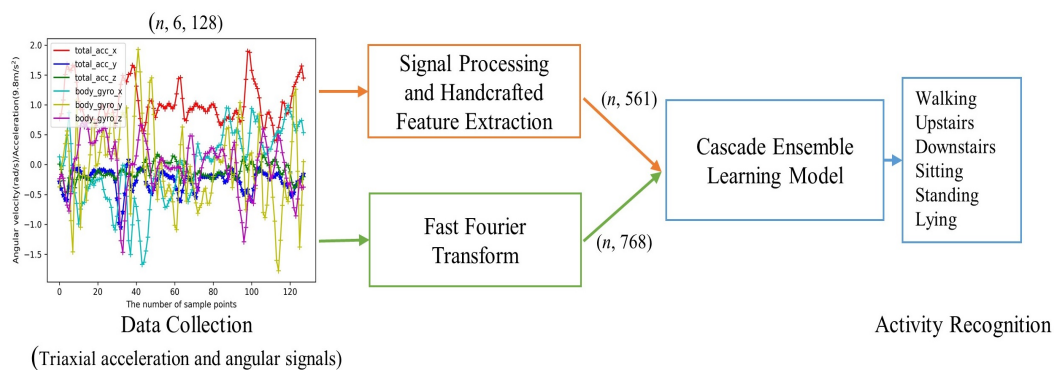 (n, 6, 128)
total_acc_x
total_acc_y
total_acc_z
body_gyro_x
body_gyro_y
body_gyro_z
2.0
1.5
1.0
0.5
0.0
−0.5
−1.0
−1.5
Angular velocity(rad/s)/Acceleration(9.8m/s²)
0 20 40 60 80 100 120
The number of sample points
Data Collection
(Triaxial acceleration and angular signals)
Signal Processing
and Handcrafted
Feature Extraction
Fast Fourier
Transform
(n, 561)
(n, 768)
Cascade Ensemble
Learning Model
Walking
Upstairs
Downstairs
Sitting
Standing
Lying
Activity Recognition